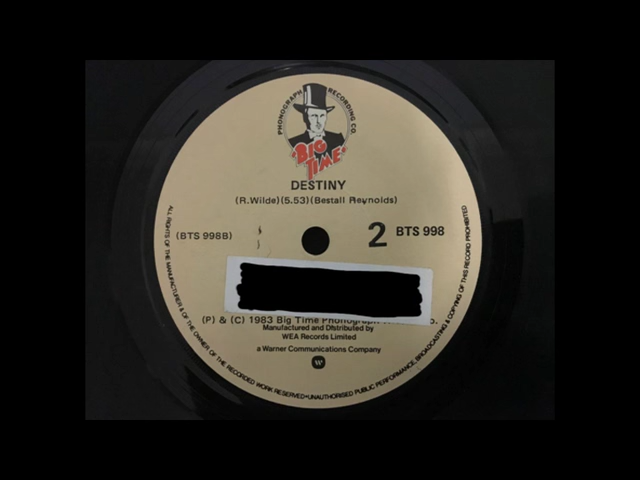 PHONOGRAPH RECORDING CO.
BIG TIME
DESTINY
(R.Wilde)(5.53)(Bestall Reynolds)
(BTS 998B)
2 BTS 998
(P) & (C) 1983 Big Time Phonograph
Manufactured and Distributed by
WEA Records Limited
a Warner Communications Company
ALL RIGHTS OF THE MANUFACTURER & OF THE OWNER OF THE RECORDED WORK RESERVED•UNAUTHORISED PUBLIC PERFORMANCE, BROADCASTING & COPYING OF THIS RECORD PROHIBITED